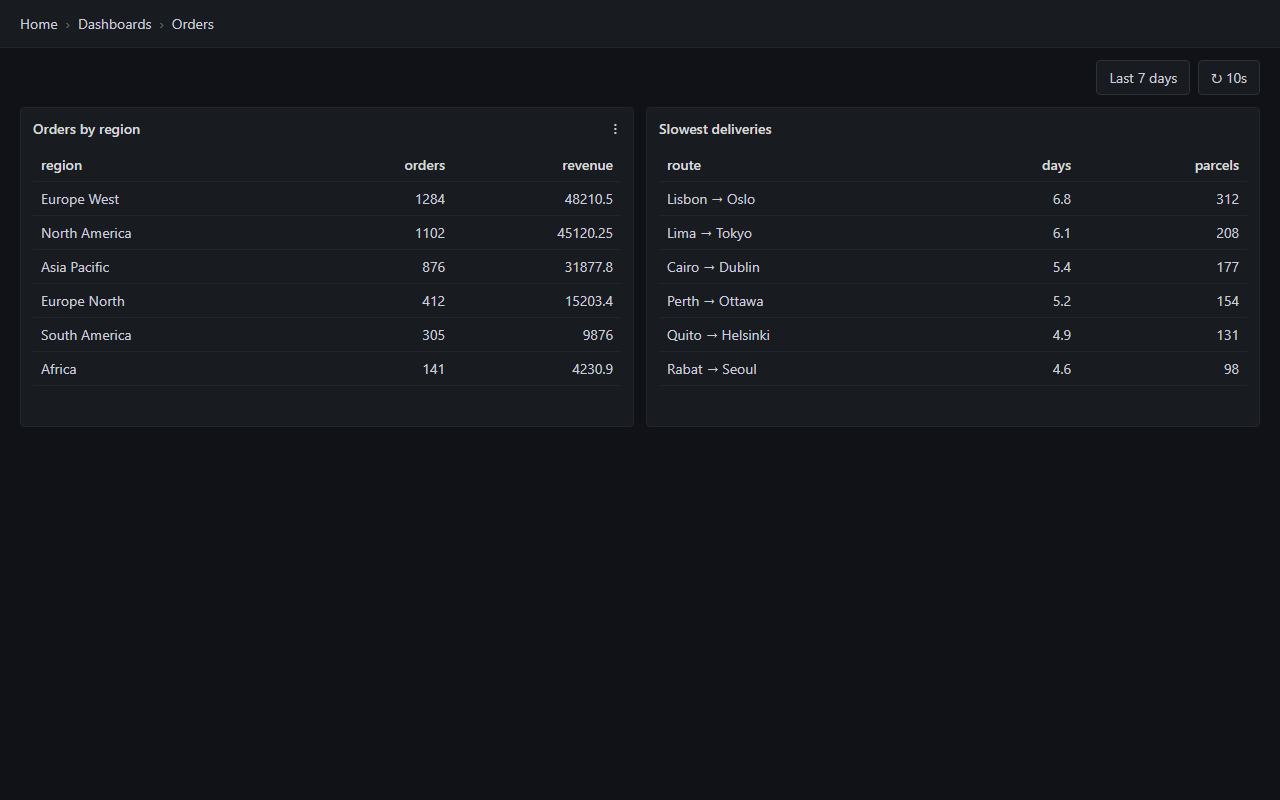 Home › Dashboards › Orders
Last 7 days ↻ 10s
Orders by region
region orders revenue
Europe West 1284 48210.5
North America 1102 45120.25
Asia Pacific 876 31877.8
Europe North 412 15203.4
South America 305 9876
Africa 141 4230.9
Slowest deliveries
route days parcels
Lisbon → Oslo 6.8 312
Lima → Tokyo 6.1 208
Cairo → Dublin 5.4 177
Perth → Ottawa 5.2 154
Quito → Helsinki 4.9 131
Rabat → Seoul 4.6 98